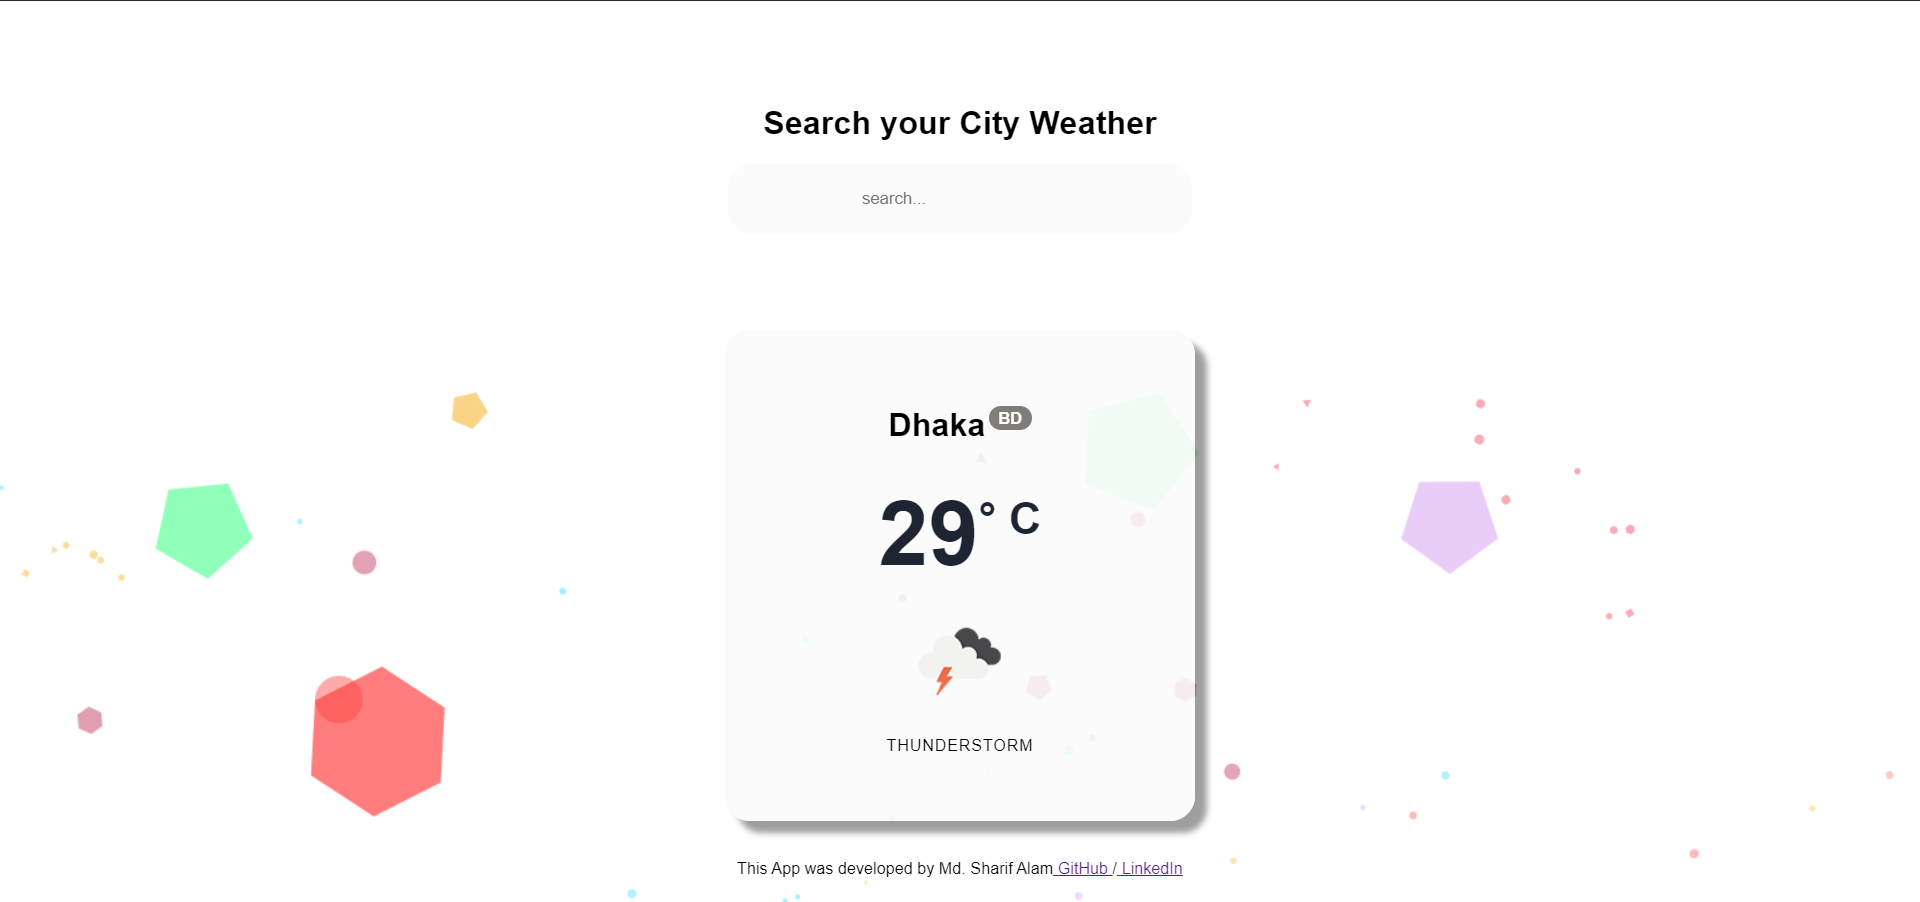 Search your City Weather
search...
Dhaka BD
29° C
THUNDERSTORM
This App was developed by Md. Sharif Alam GitHub / LinkedIn